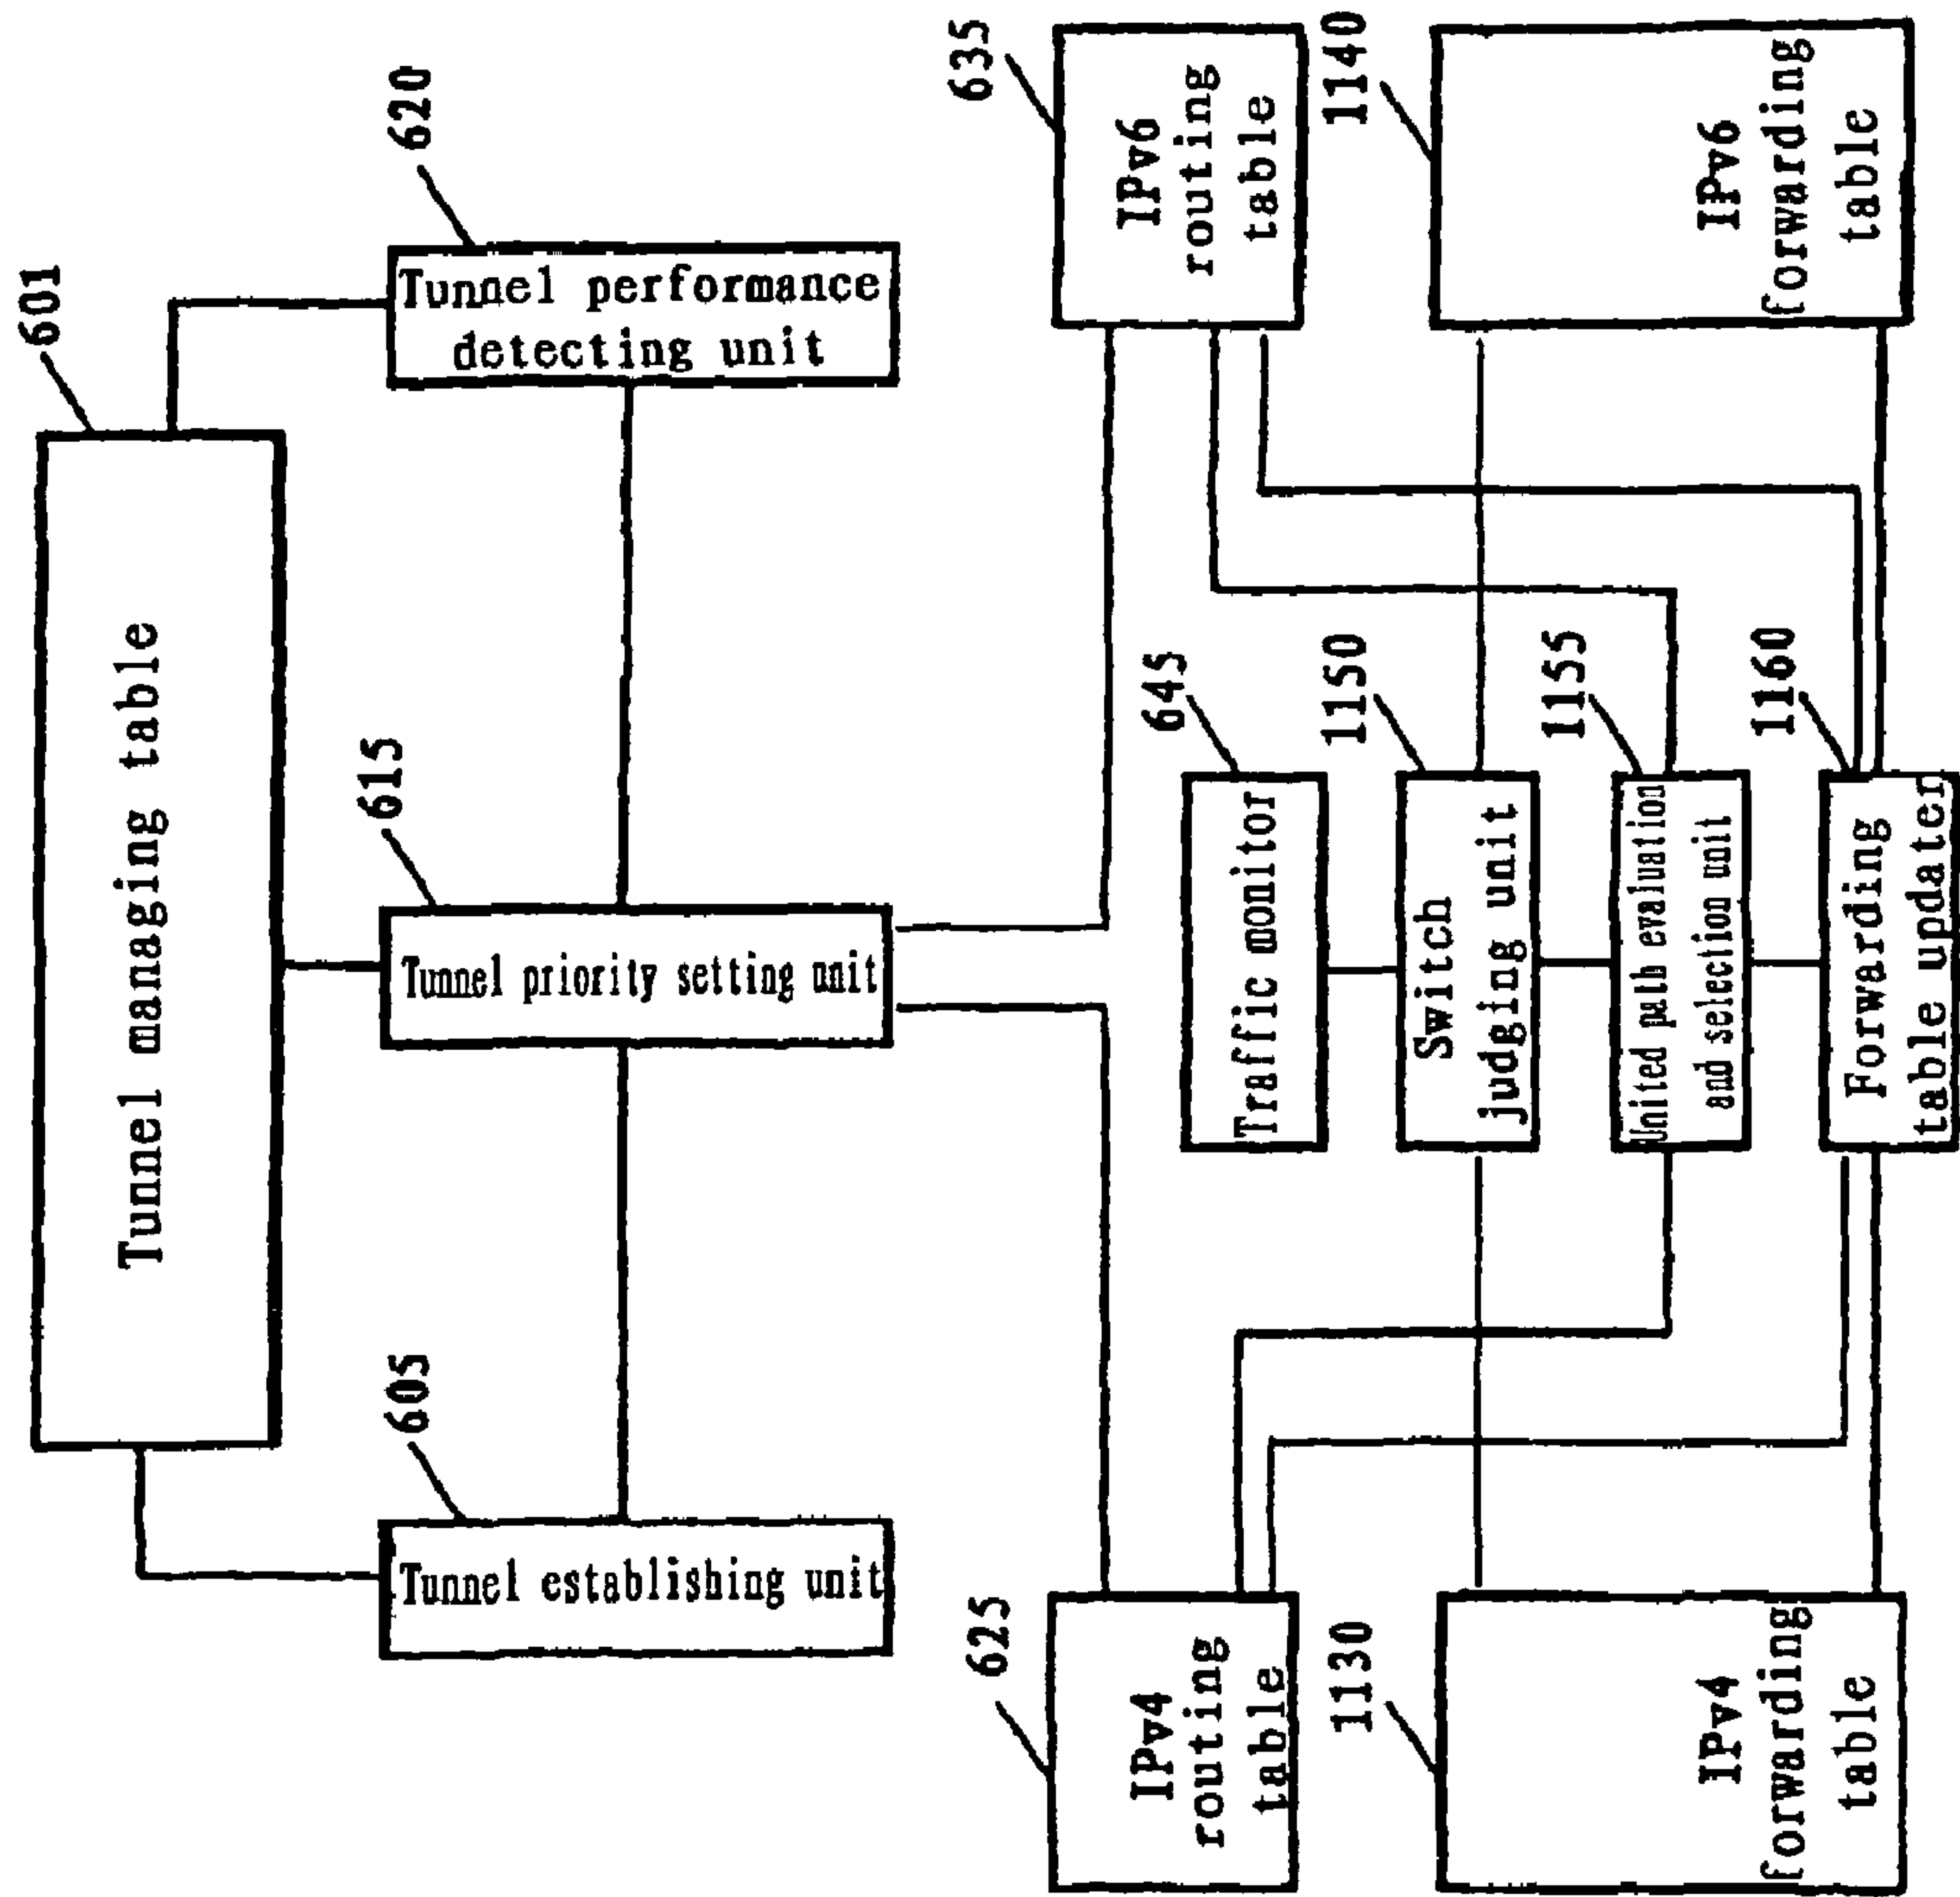 601
Tunnel managing table
605
Tunnel establishing unit
615
Tunnel priority setting unit
620
Tunnel performance
detecting unit
625
IPv4
routing
table
635
IPv6
routing
table
645
Traffic monitor
1130
IPv4
forwarding
table
1150
Switch
judging unit
1140
IPv6
forwarding
table
1155
United path evaluation
and selection unit
1160
Forwarding
table updater